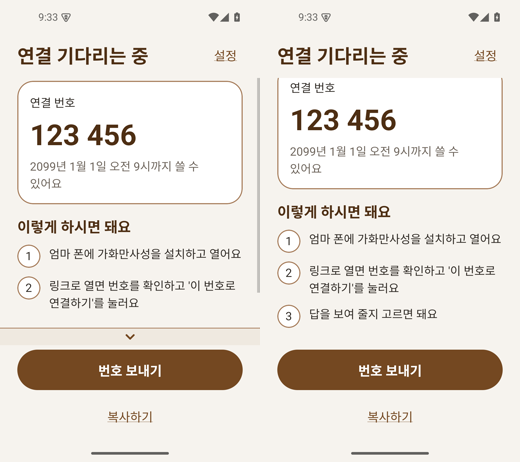 9:33
연결 기다리는 중
설정
연결 번호
123 456
2099년 1월 1일 오전 9시까지 쓸 수
있어요
이렇게 하시면 돼요
1 엄마 폰에 가화만사성을 설치하고 열어요
2 링크로 열면 번호를 확인하고 '이 번호로
연결하기'를 눌러요
번호 보내기
복사하기
9:33
연결 기다리는 중
설정
연결 번호
123 456
2099년 1월 1일 오전 9시까지 쓸 수
있어요
이렇게 하시면 돼요
1 엄마 폰에 가화만사성을 설치하고 열어요
2 링크로 열면 번호를 확인하고 '이 번호로
연결하기'를 눌러요
3 답을 보여 줄지 고르면 돼요
번호 보내기
복사하기